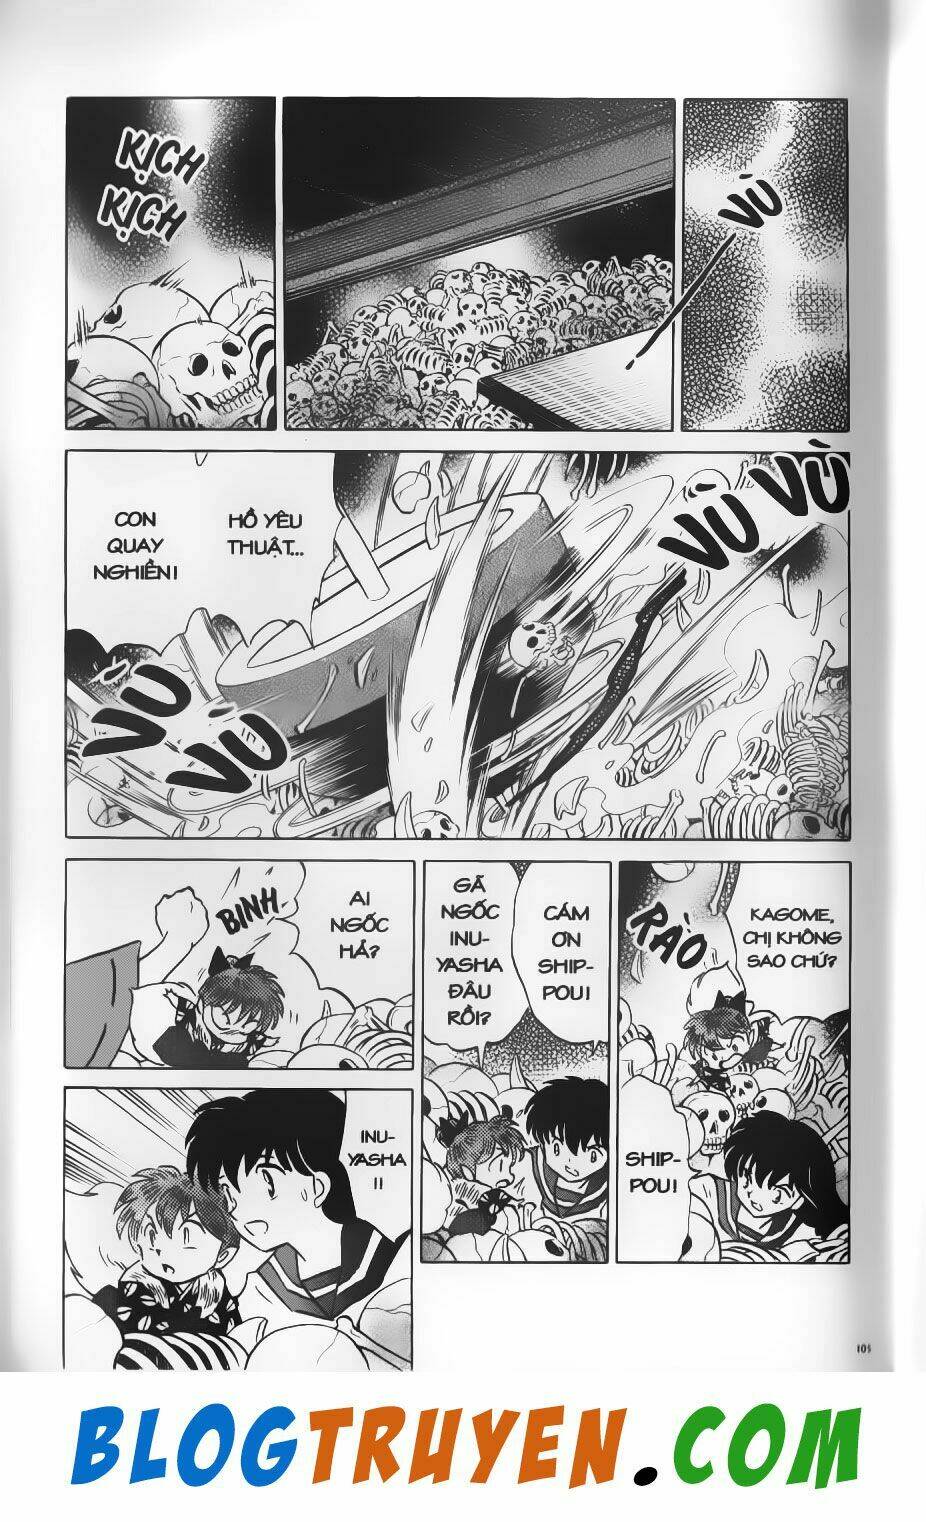 VÚ
KỊCH
KỊCH
VÙ
VÙ
HỒ YÊU
THUẬT...
CON
QUAY
NGHIỀN!
VÙ
VÙ
KAGOME,
CHỊ KHÔNG
SAO CHỨ?
RÀO
SHIP-
POU!
CÁM
ƠN
SHIP-
POU!
GÃ
NGỐC
INU-
YASHA
ĐÂU
RỒI?
AI
NGỐC
HẢ?
BINH
INU-
YASHA
!!
105
BLOGTRUYEN.COM